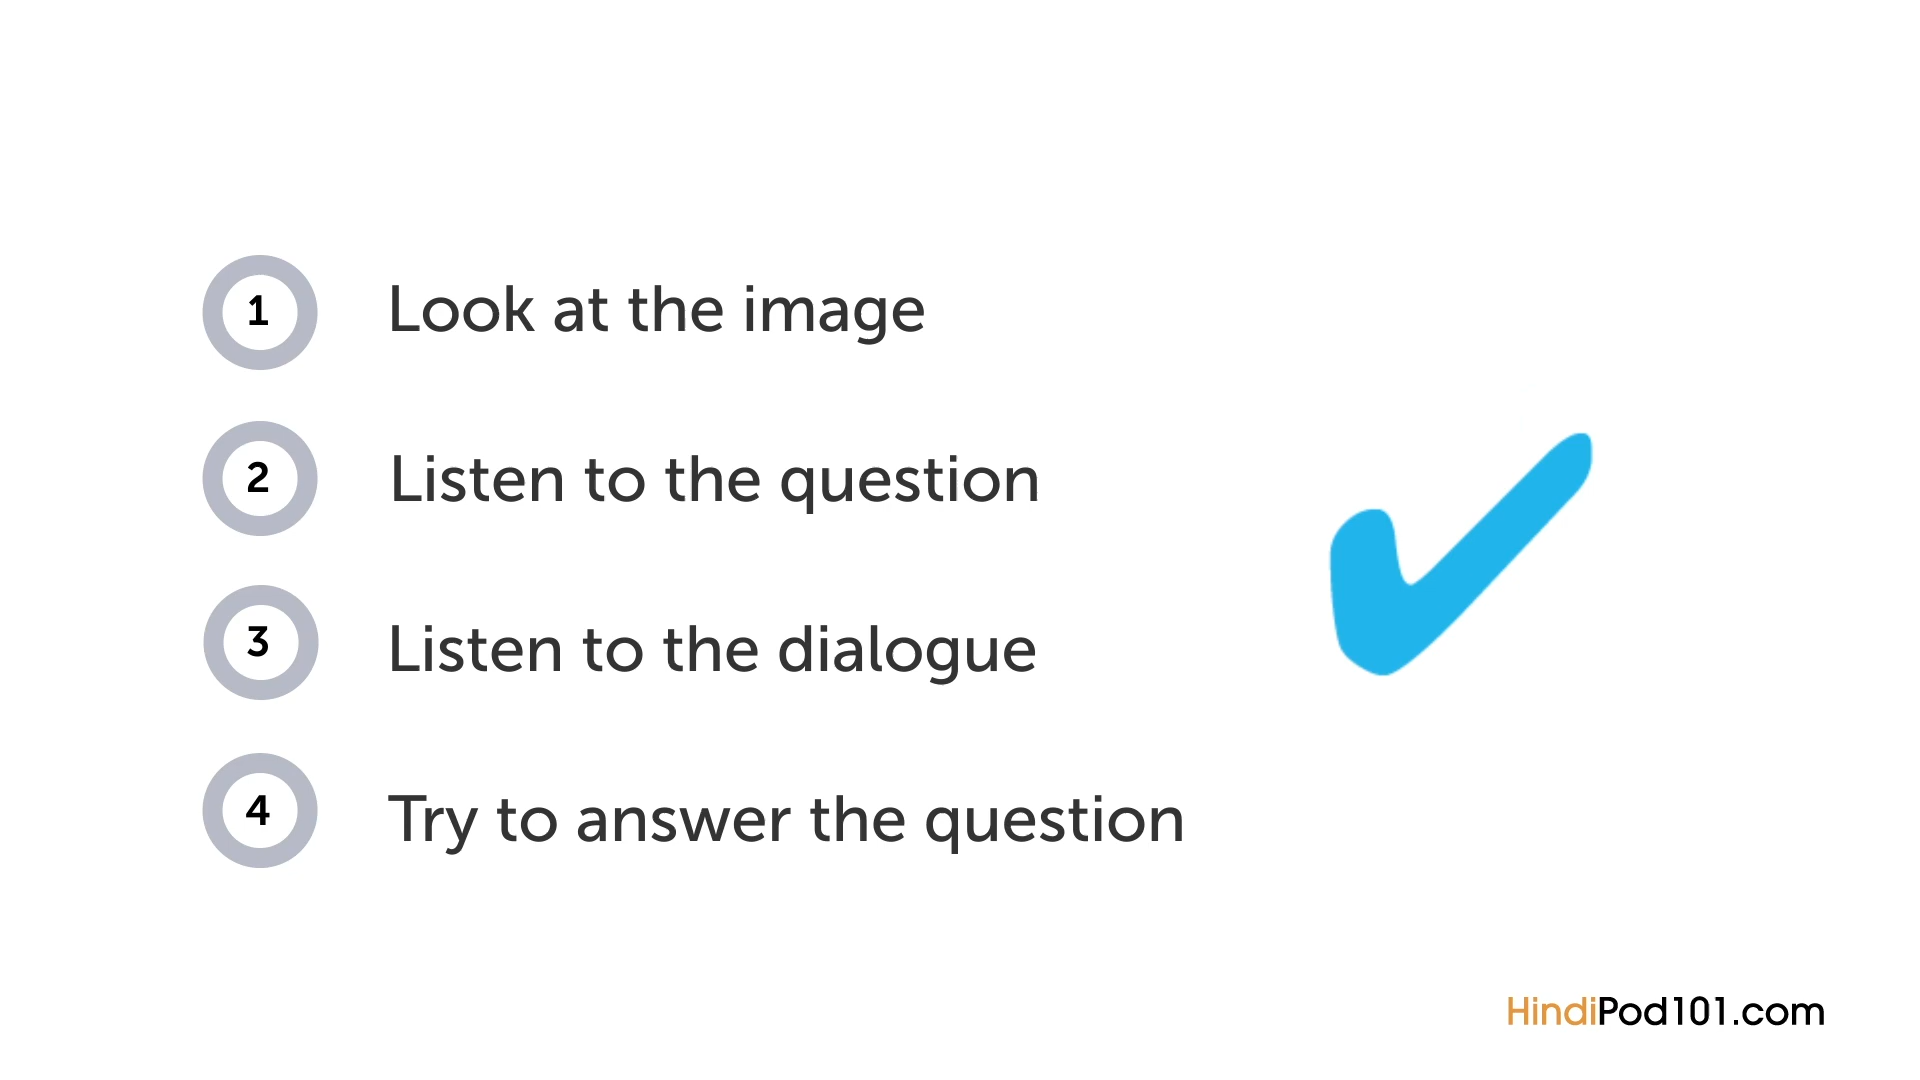 1 Look at the image
2 Listen to the question
3 Listen to the dialogue
4 Try to answer the question
HindiPod101.com